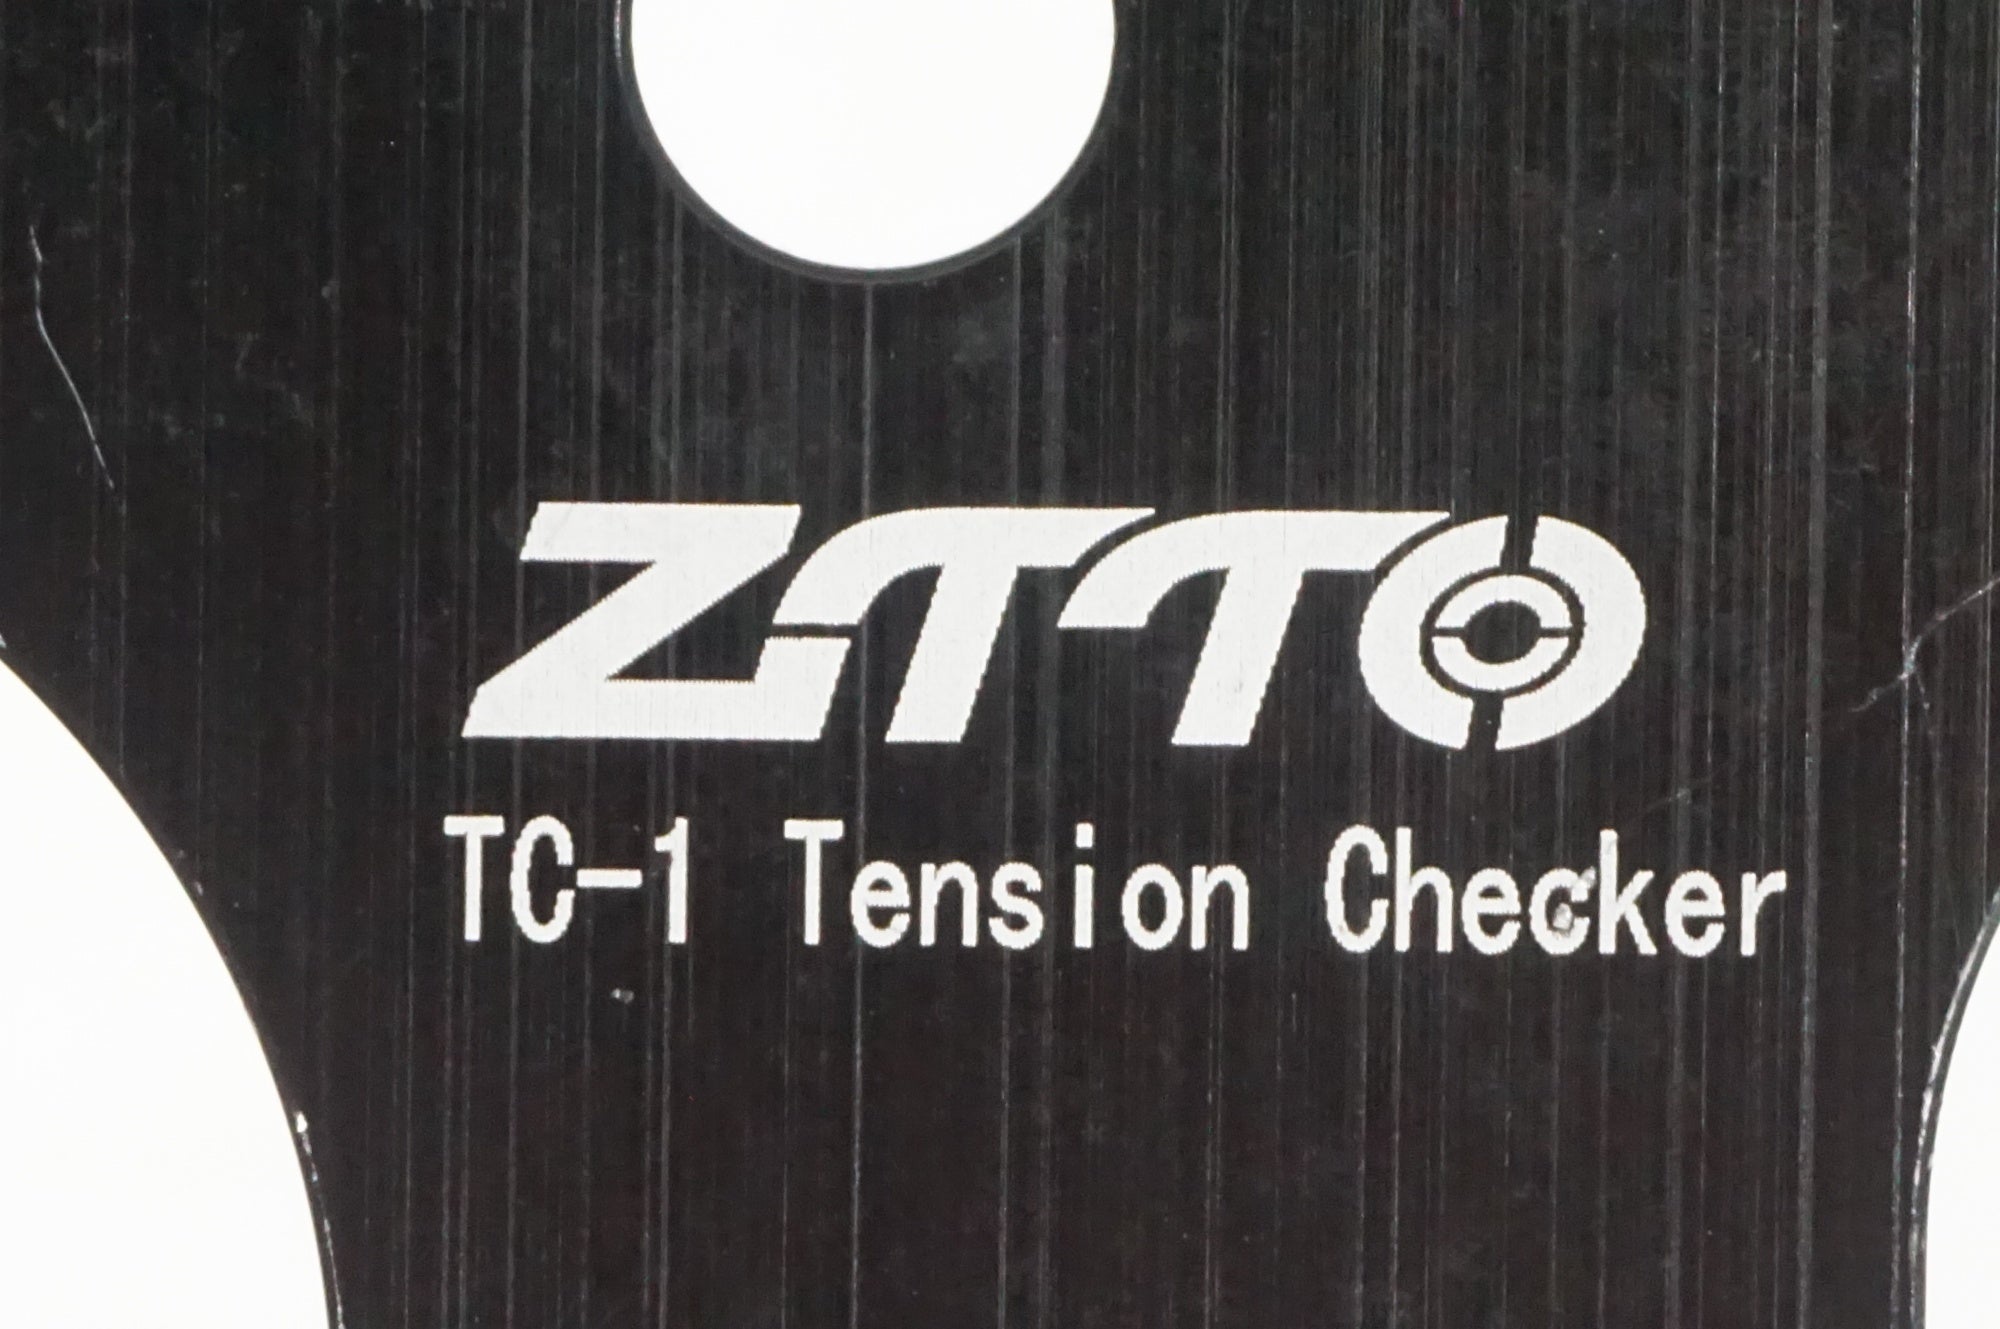 ZTTO
TC-1 Tension Checker